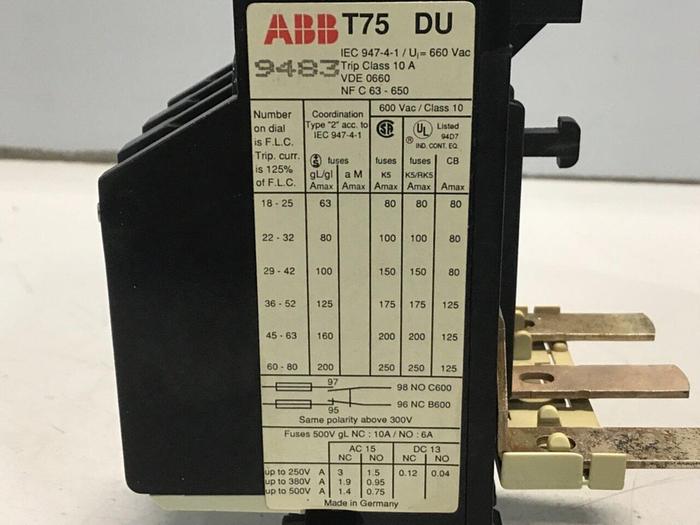 ABB T75 DU
IEC 947-4-1 / Ui= 660 Vac
9483 Trip Class 10 A
VDE 0660
NF C 63 - 650
Number on dial is F.L.C. Trip. curr. is 125% of F.L.C.
Coordination Type "2" acc. to IEC 947-4-1
600 Vac / Class 10
SA
UL Listed 94D7
IND. CONT. EQ.
fuses fuses fuses CB
gL/gl a M K5 K5/RK5
Amax Amax Amax Amax Amax
18 - 25 63 80 80 80
22 - 32 80 100 100 80
29 - 42 100 150 150 80
36 - 52 125 175 175 125
45 - 63 160 200 200 125
60 - 80 200 250 250 125
97 98 NO C600
95 96 NC B600
Same polarity above 300V
Fuses 500V gL NC : 10A / NO : 6A
AC 15 DC 13
NC NO NC NO
up to 250V A 3 1.5 0.12 0.04
up to 380V A 1.9 0.95
up to 500V A 1.4 0.75
Made in Germany